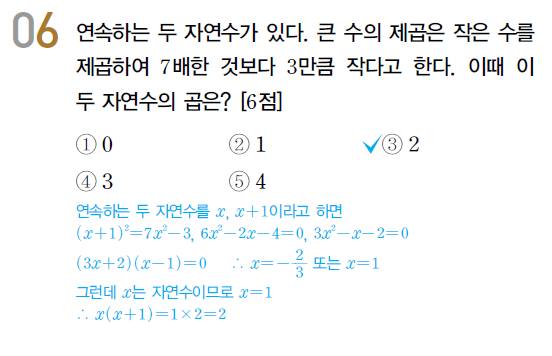 06 연속하는 두 자연수가 있다. 큰 수의 제곱은 작은 수를
제곱하여 7배한 것보다 3만큼 작다고 한다. 이때 이
두 자연수의 곱은? [6점]
① 0 ② 1 ③ 2
④ 3 ⑤ 4
연속하는 두 자연수를 x, x+1이라고 하면
(x+1)²=7x²-3, 6x²-2x-4=0, 3x²-x-2=0
(3x+2)(x-1)=0 ∴ x=-2/3 또는 x=1
그런데 x는 자연수이므로 x=1
∴ x(x+1)=1×2=2